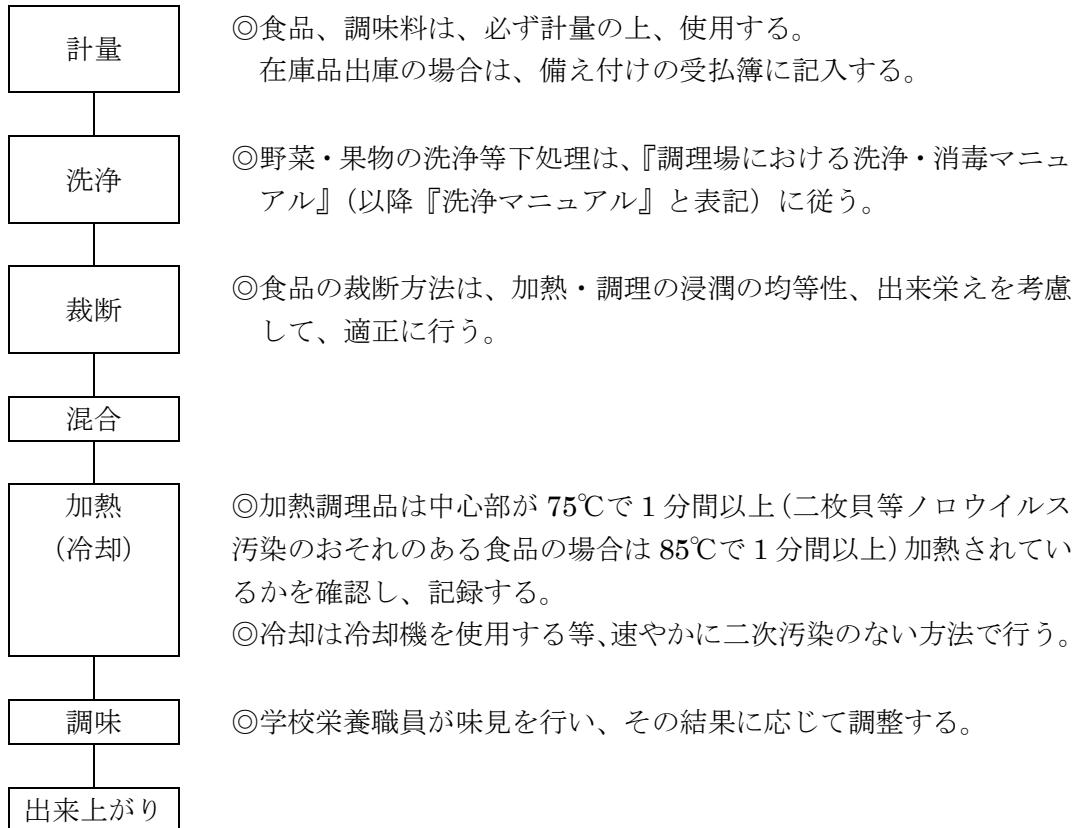 計量
◎食品、調味料は、必ず計量の上、使用する。
在庫品出庫の場合は、備え付けの受払簿に記入する。
洗浄
◎野菜・果物の洗浄等下処理は、『調理場における洗浄・消毒マニュ
アル』(以降『洗浄マニュアル』と表記)に従う。
裁断
◎食品の裁断方法は、加熱・調理の浸潤の均等性、出来栄えを考慮
して、適正に行う。
混合
加熱
(冷却)
◎加熱調理品は中心部が 75℃で 1 分間以上(二枚貝等ノロウイルス
汚染のおそれのある食品の場合は 85℃で 1 分間以上)加熱されてい
るかを確認し、記録する。
◎冷却は冷却機を使用する等、速やかに二次汚染のない方法で行う。
調味
◎学校栄養職員が味見を行い、その結果に応じて調整する。
出来上がり